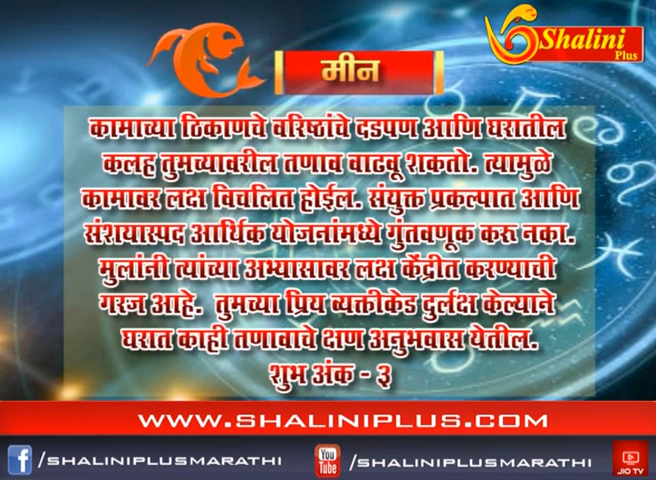 Shalini
Plus
मीन
कामाच्या ठिकाणचे वरिष्ठांचे दडपण आणि घरातील
कलह तुमच्यावरील तणाव वाढवू शकतो. त्यामुळे
कामावर लक्ष विचलित होईल. संयुक्त प्रकल्पात आणि
संशयास्पद आर्थिक योजनांमध्ये गुंतवणूक करू नका.
मुलांनी त्यांच्या अभ्यासावर लक्ष केंद्रीत करण्याची
गरज आहे. तुमच्या प्रिय व्यक्तीकेड दुर्लक्ष केल्याने
घरात काही तणावाचे क्षण अनुभवास येतील.
शुभ अंक - ३
WWW.SHALINIPLUS.COM
f /SHALINIPLUSMARATHI You Tube /SHALINIPLUSMARATHI JIO TV